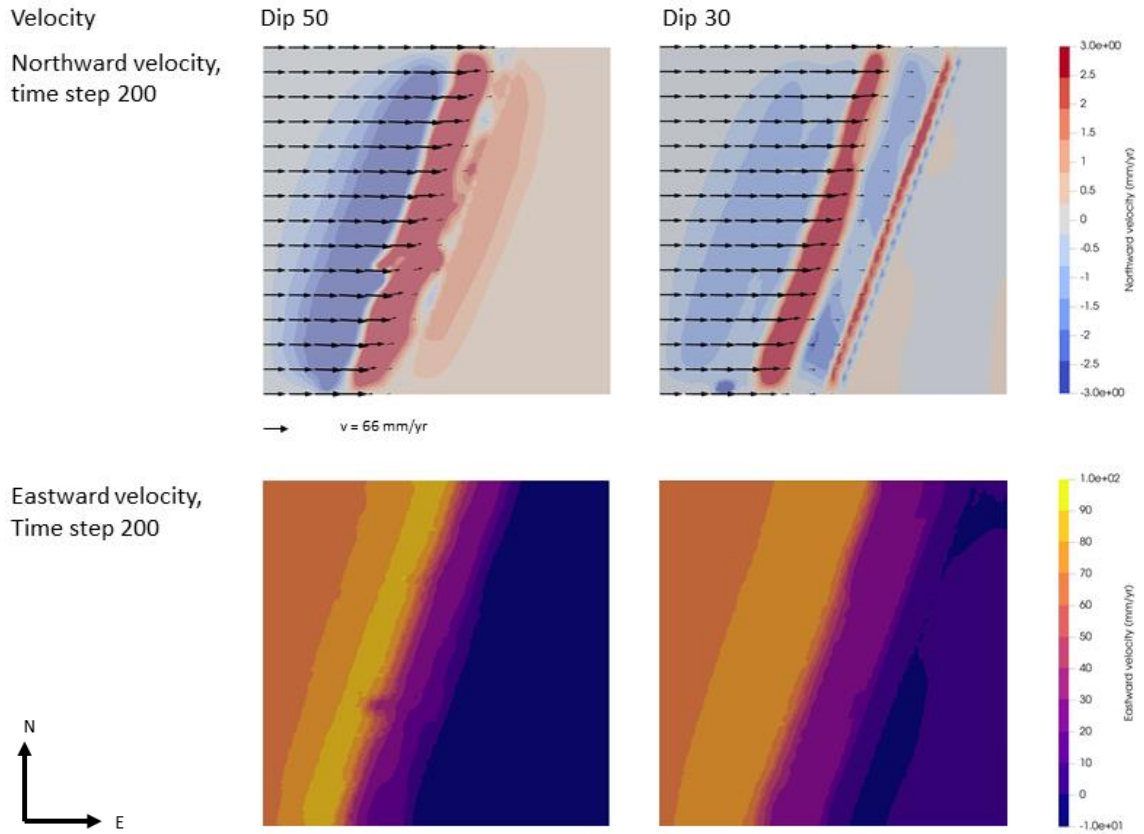 Velocity
Dip 50
Dip 30
Northward velocity,
time step 200
3.0e+00
2.5
2
1.5
1
0.5
0
-0.5
-1
-1.5
-2
-2.5
-3.0e+00
Northward velocity (mm/yr)
v = 66 mm/yr
Eastward velocity,
Time step 200
1.0e+02
90
80
70
60
50
40
30
20
10
0
-1.0e+01
Eastward velocity (mm/yr)
N
E